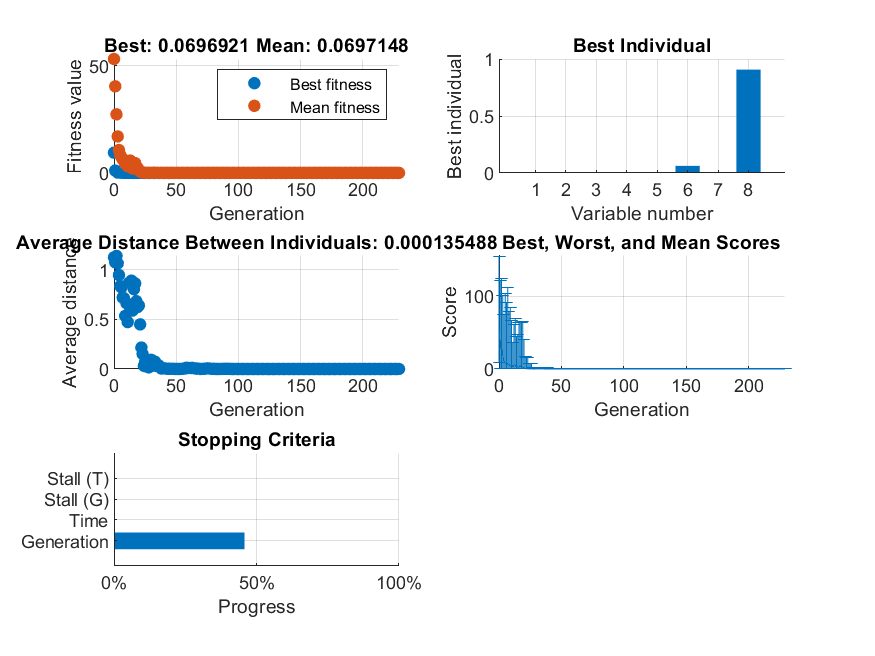 Best: 0.0696921 Mean: 0.0697148
Fitness value
50
0
Best fitness
Mean fitness
0 50 100 150 200
Generation
Best Individual
Best individual
1
0.5
0
1 2 3 4 5 6 7 8
Variable number
Average Distance Between Individuals: 0.000135488
Average distance
1
0.5
0
0 50 100 150 200
Generation
Best, Worst, and Mean Scores
Score
100
0
0 50 100 150 200
Generation
Stopping Criteria
Stall (T)
Stall (G)
Time
Generation
0% 50% 100%
Progress